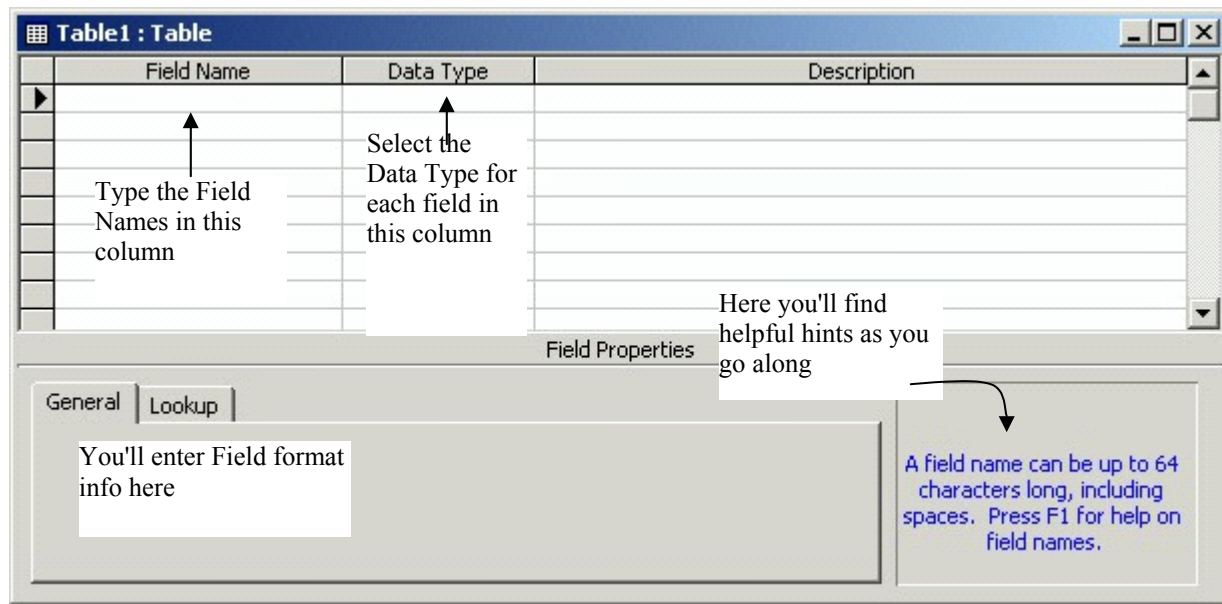 Table1 : Table
Field Name Data Type Description
Select the
Data Type for
each field in
this column
Type the Field
Names in this
column
Here you'll find
helpful hints as you
go along
Field Properties
General Lookup
You'll enter Field format
info here
A field name can be up to 64
characters long, including
spaces. Press F1 for help on
field names.